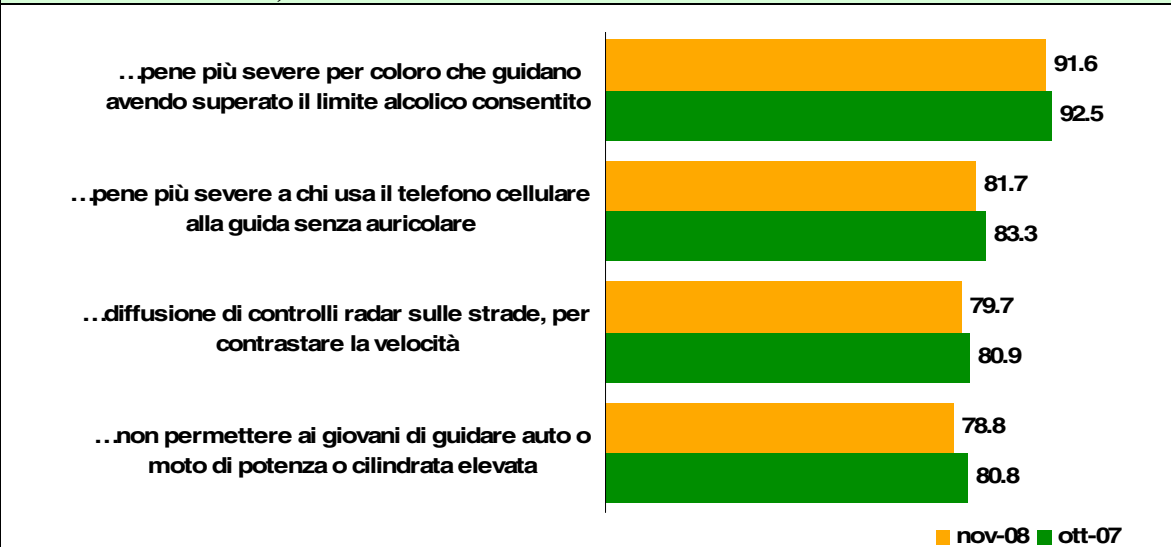 …pene più severe per coloro che guidano
avendo superato il limite alcolico consentito
91.6
92.5
…pene più severe a chi usa il telefono cellulare
alla guida senza auricolare
81.7
83.3
…diffusione di controlli radar sulle strade, per
contrastare la velocità
79.7
80.9
…non permettere ai giovani di guidare auto o
moto di potenza o cilindrata elevata
78.8
80.8
nov-08 ott-07